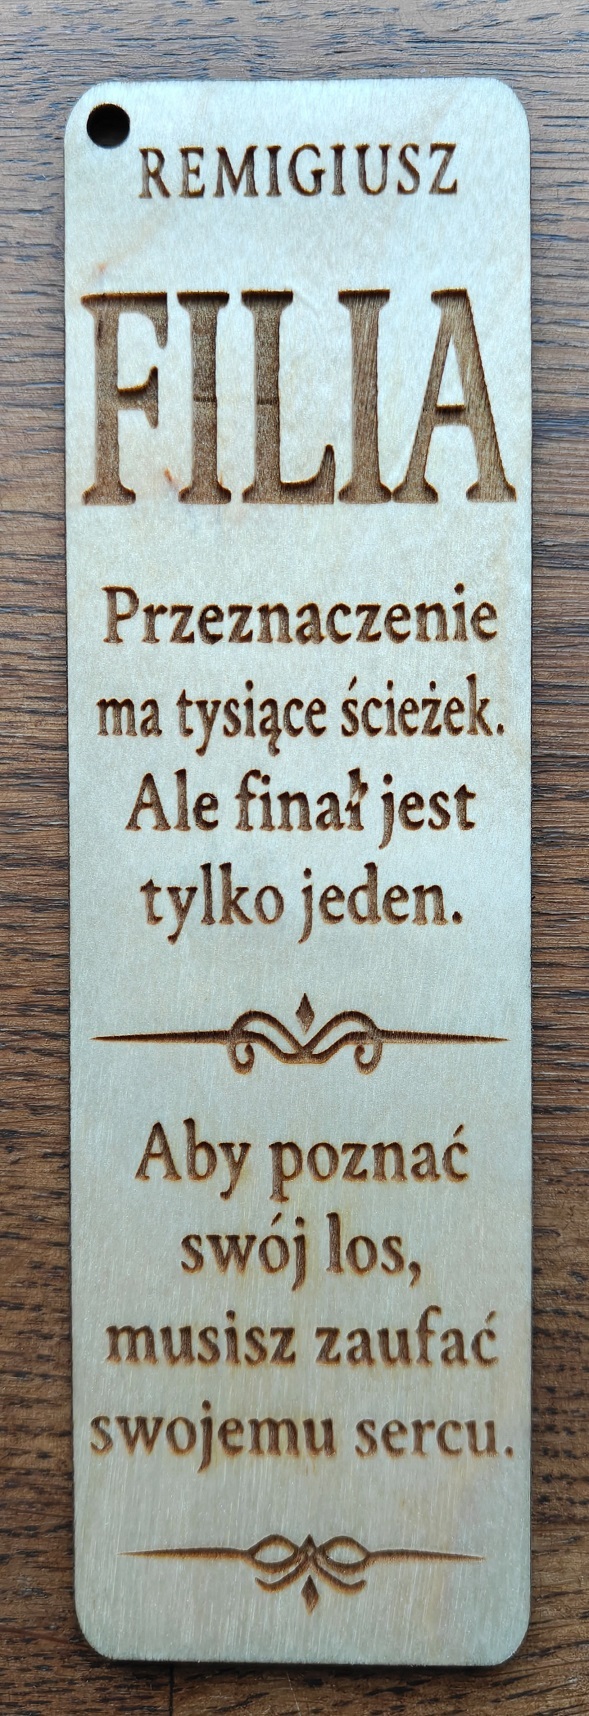 REMIGIUSZ
FILIA
Przeznaczenie
ma tysiące ścieżek.
Ale finał jest
tylko jeden.
Aby poznać
swój los,
musisz zaufać
swojemu sercu.